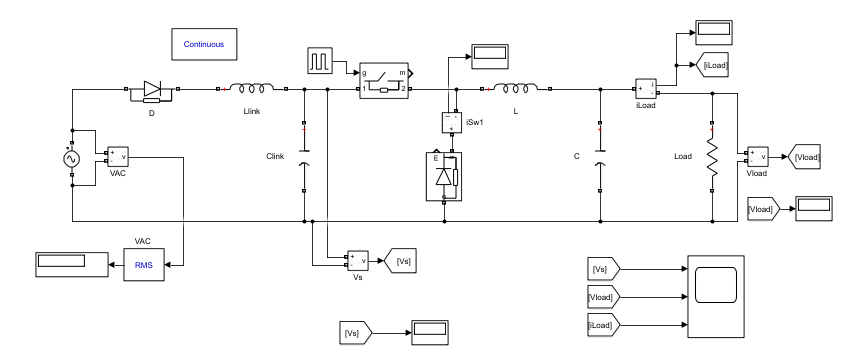 Continuous
D
Llink
g
m
1
2
iSw1
L
i
+
-
iLoad
[iLoad]
+
-
v
VAC
Clink
-
i
+
E
C
Load
+
-
v
Vload
[Vload]
[Vload]
VAC
RMS
+
-
v
Vs
[Vs]
[Vs]
[Vload]
[iLoad]
[Vs]